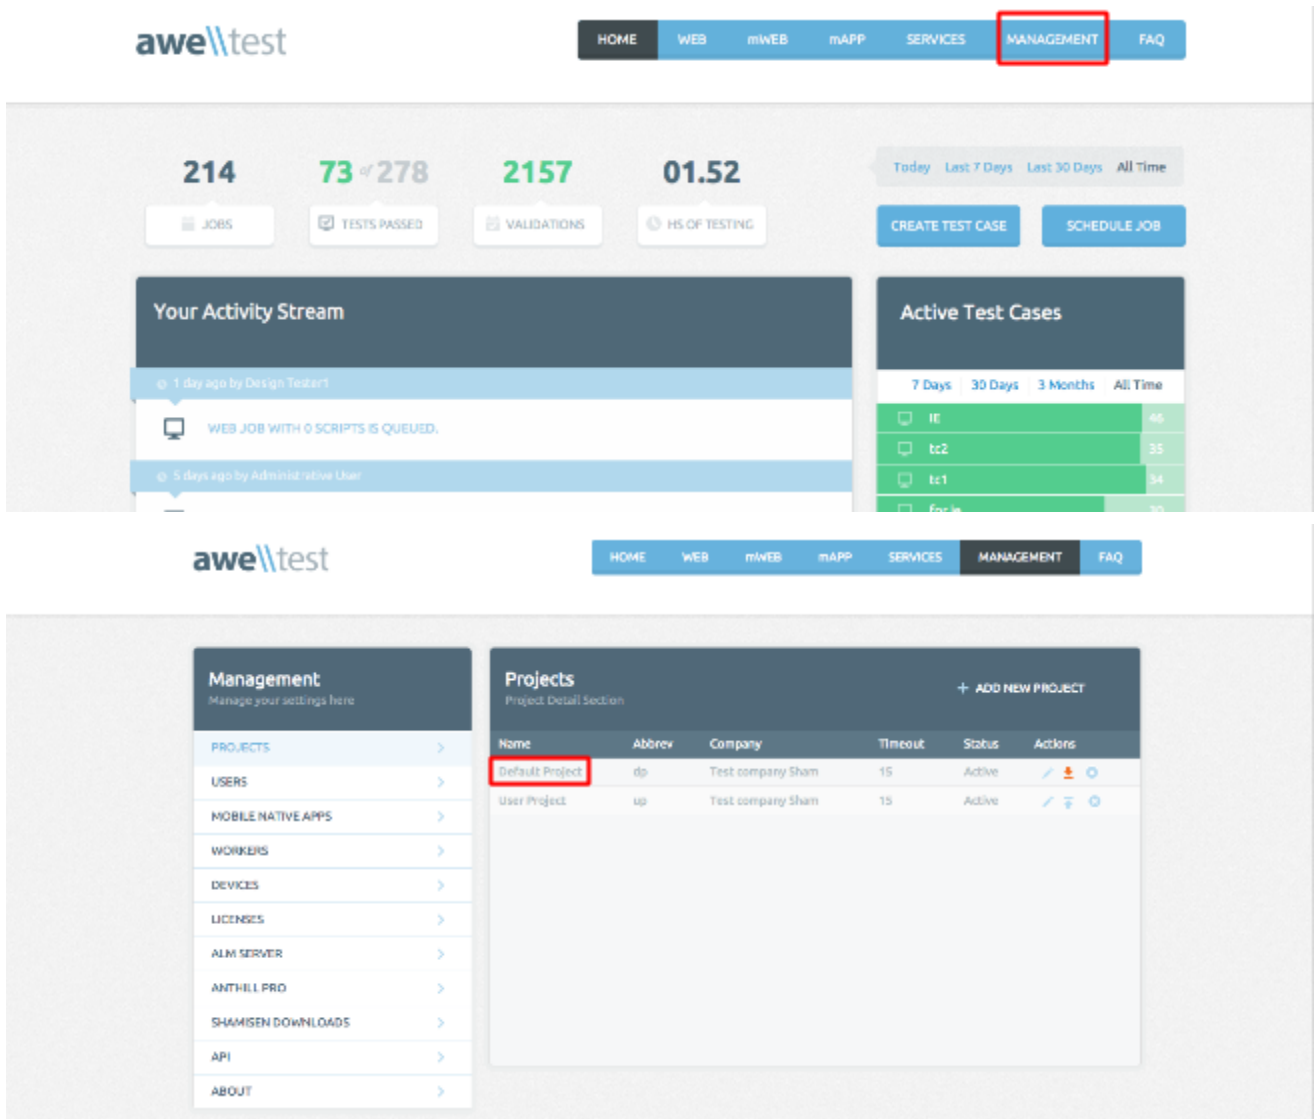 awe\\test
HOME WEB mWEB mAPP SERVICES MANAGEMENT FAQ
214 73 of 278 2157 01.52
JOBS TESTS PASSED VALIDATIONS HS OF TESTING
Today Last 7 Days Last 30 Days All Time
CREATE TEST CASE SCHEDULE JOB
Your Activity Stream
1 day ago by Design Tester1
WEB JOB WITH 0 SCRIPTS IS QUEUED.
5 days ago by Administrative User
Active Test Cases
7 Days 30 Days 3 Months All Time
IE 46
tc2 35
tc1 34
for ie 30
awe\\test
HOME WEB mWEB mAPP SERVICES MANAGEMENT FAQ
Management
Manage your settings here
PROJECTS
USERS
MOBILE NATIVE APPS
WORKERS
DEVICES
LICENSES
ALM SERVER
ANTHILL PRO
SHAMISEN DOWNLOADS
API
ABOUT
Projects
Project Detail Section
+ ADD NEW PROJECT
Name Abbrev Company Timeout Status Actions
Default Project dp Test company Sham 15 Active
User Project up Test company Sham 15 Active